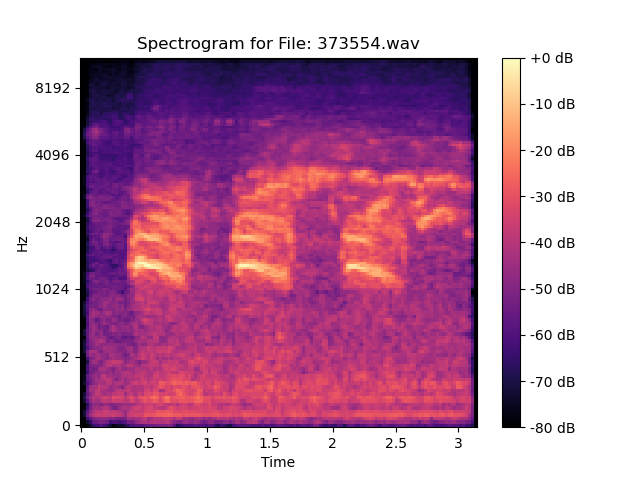 Spectrogram for File: 373554.wav
8192
4096
2048
1024
512
0
Hz
0
0.5
1
1.5
2
2.5
3
Time
+0 dB
-10 dB
-20 dB
-30 dB
-40 dB
-50 dB
-60 dB
-70 dB
-80 dB